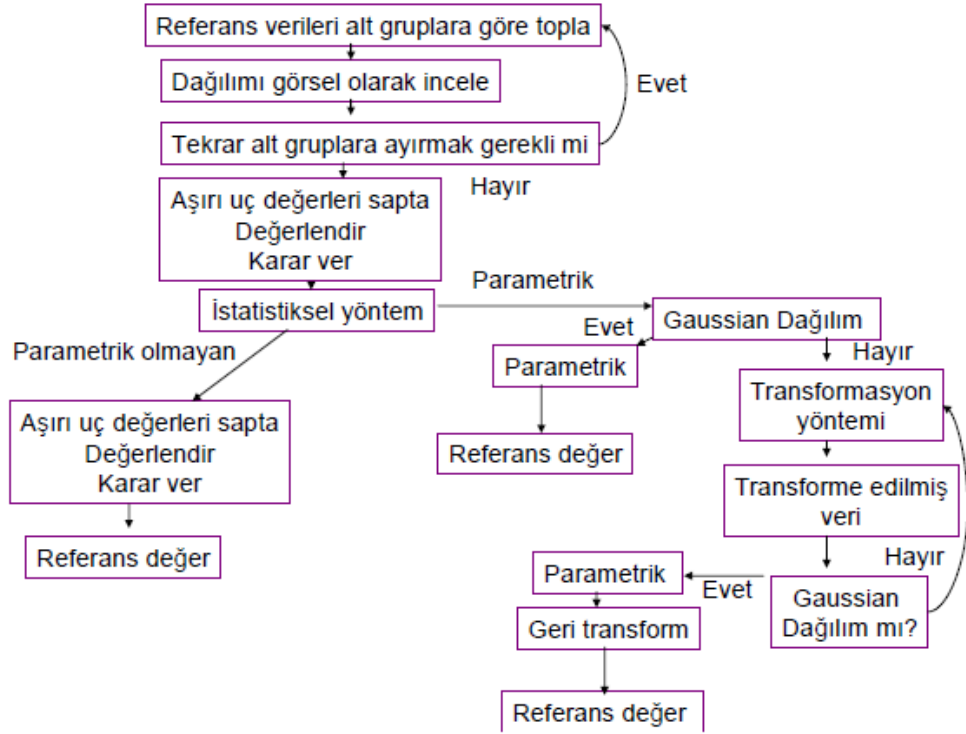 Referans verileri alt gruplara göre topla
Evet
Dağılımı görsel olarak incele
Tekrar alt gruplara ayırmak gerekli mi
Hayır
Aşırı uç değerleri sapta
Değerlendir
Karar ver
Parametrik
İstatistiksel yöntem
Gaussian Dağılım
Evet
Hayır
Parametrik olmayan
Parametrik
Transformasyon
yöntemi
Aşırı uç değerleri sapta
Değerlendir
Karar ver
Referans değer
Transforme edilmiş
veri
Referans değer
Hayır
Parametrik
Evet
Gaussian
Dağılım mı?
Geri transform
Referans değer